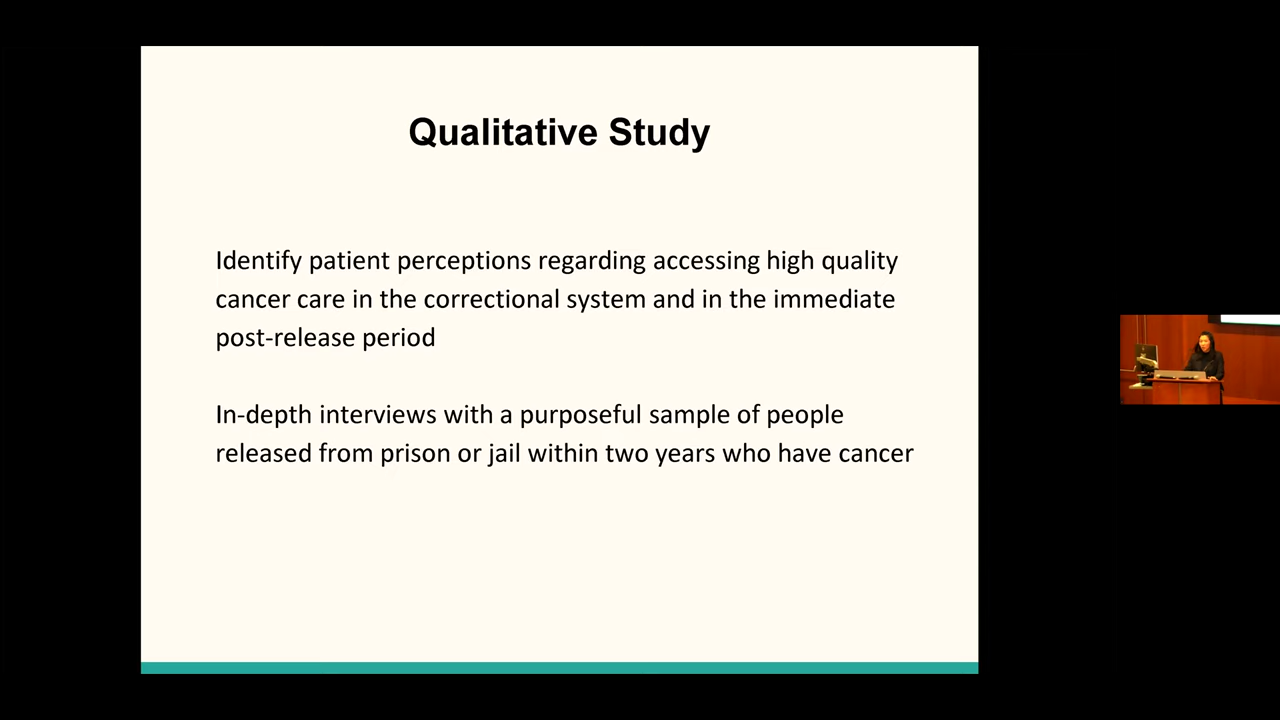 Qualitative Study
Identify patient perceptions regarding accessing high quality
cancer care in the correctional system and in the immediate
post-release period
In-depth interviews with a purposeful sample of people
released from prison or jail within two years who have cancer